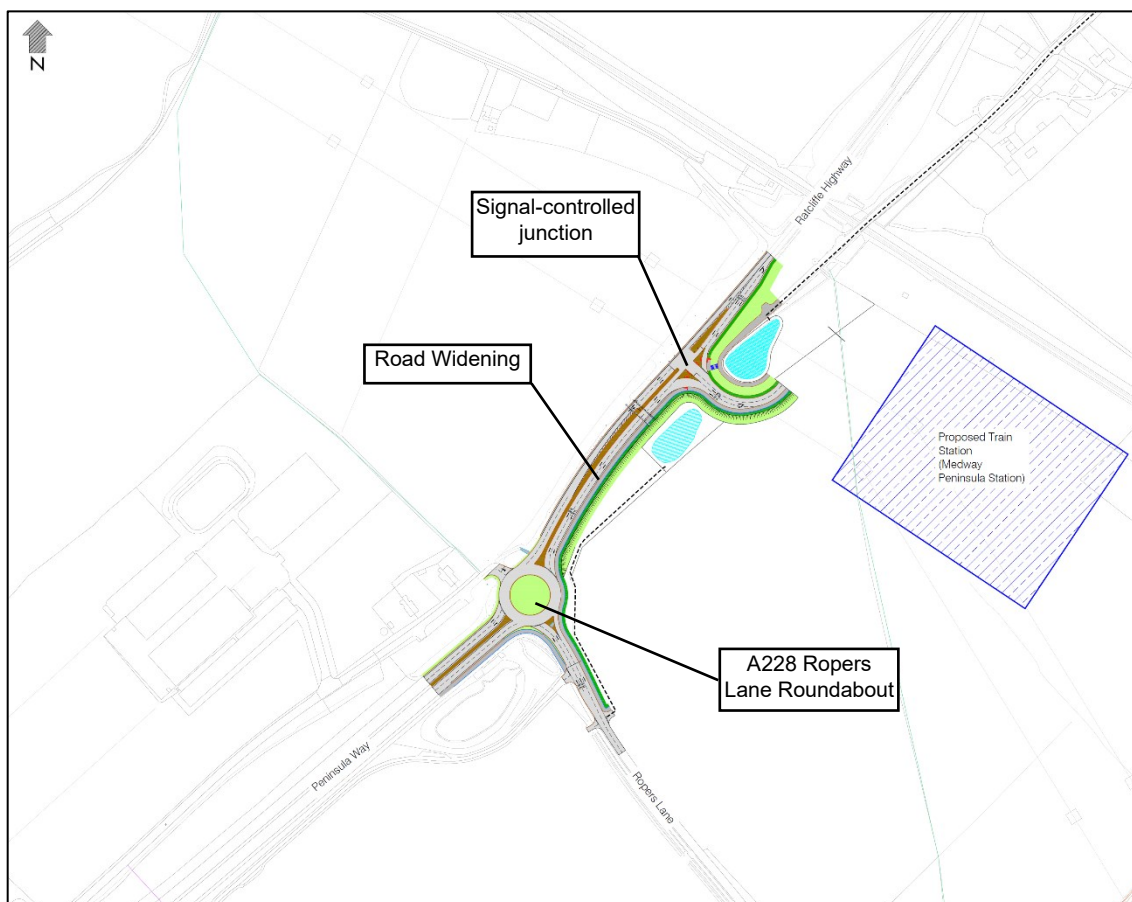 N
Ratcliffe Highway
Signal-controlled
junction
Road Widening
Proposed Train
Station
(Medway
Peninsula Station)
A228 Ropers
Lane Roundabout
Peninsula Way
Ropers Lane